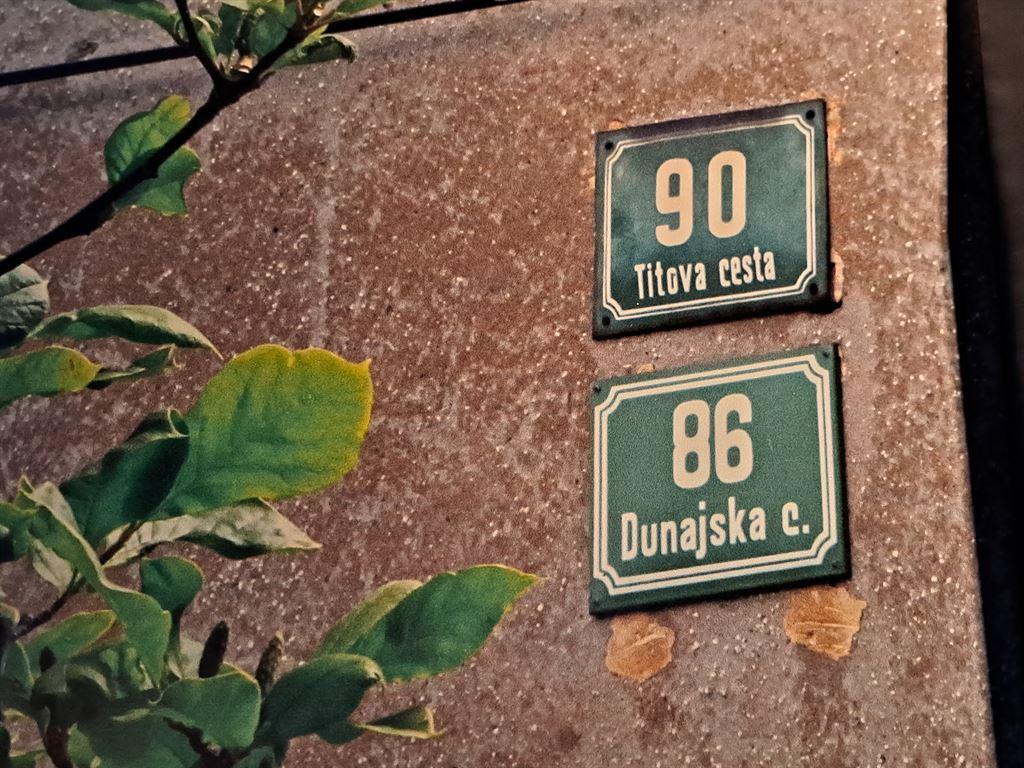 90
Titova cesta
86
Dunajska c.